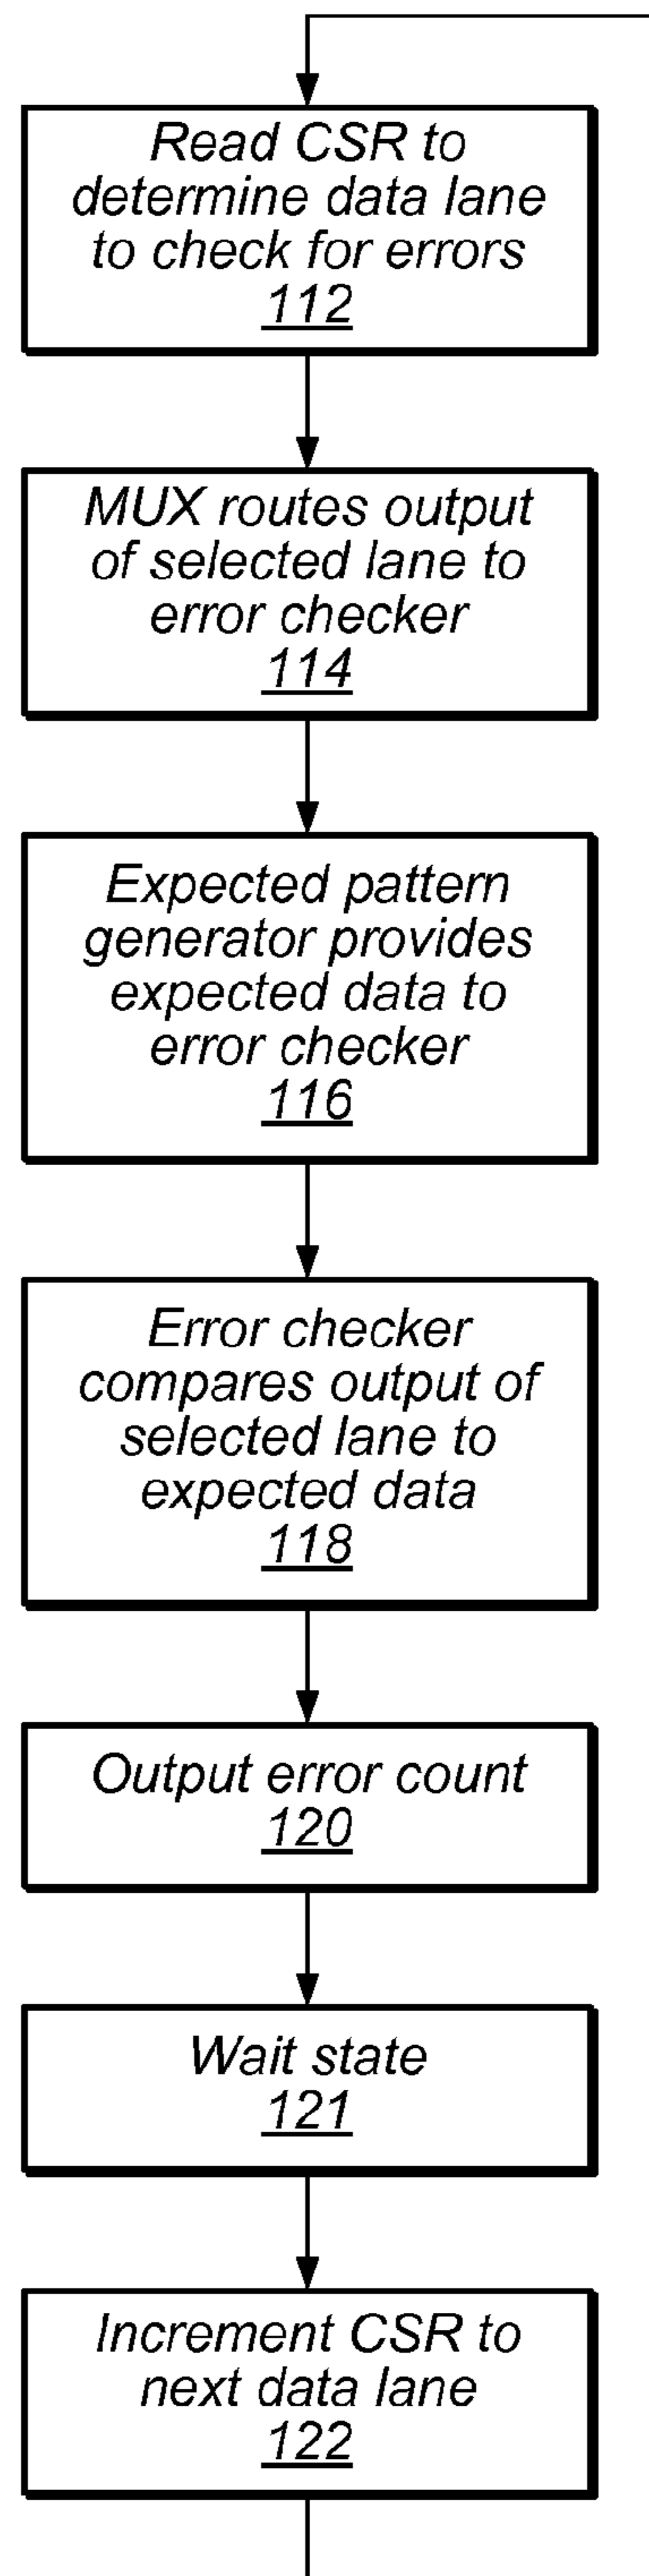 Read CSR to
determine data lane
to check for errors
112
MUX routes output
of selected lane to
error checker
114
Expected pattern
generator provides
expected data to
error checker
116
Error checker
compares output of
selected lane to
expected data
118
Output error count
120
Wait state
121
Increment CSR to
next data lane
122